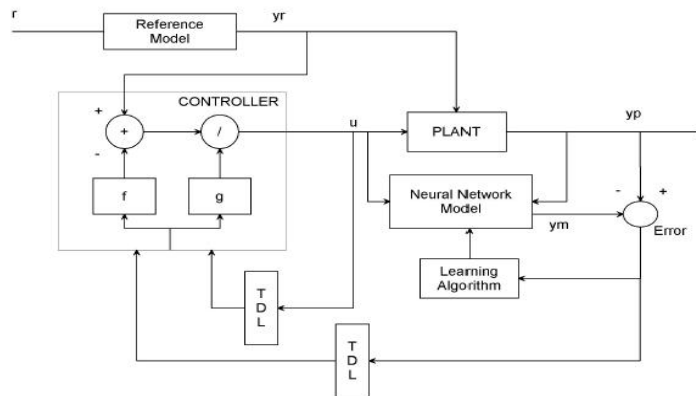 r
Reference
Model
yr
CONTROLLER
+
+
-
/
u
PLANT
yp
f
g
Neural Network
Model
-
+
ym
Error
Learning
Algorithm
T
D
L
T
D
L